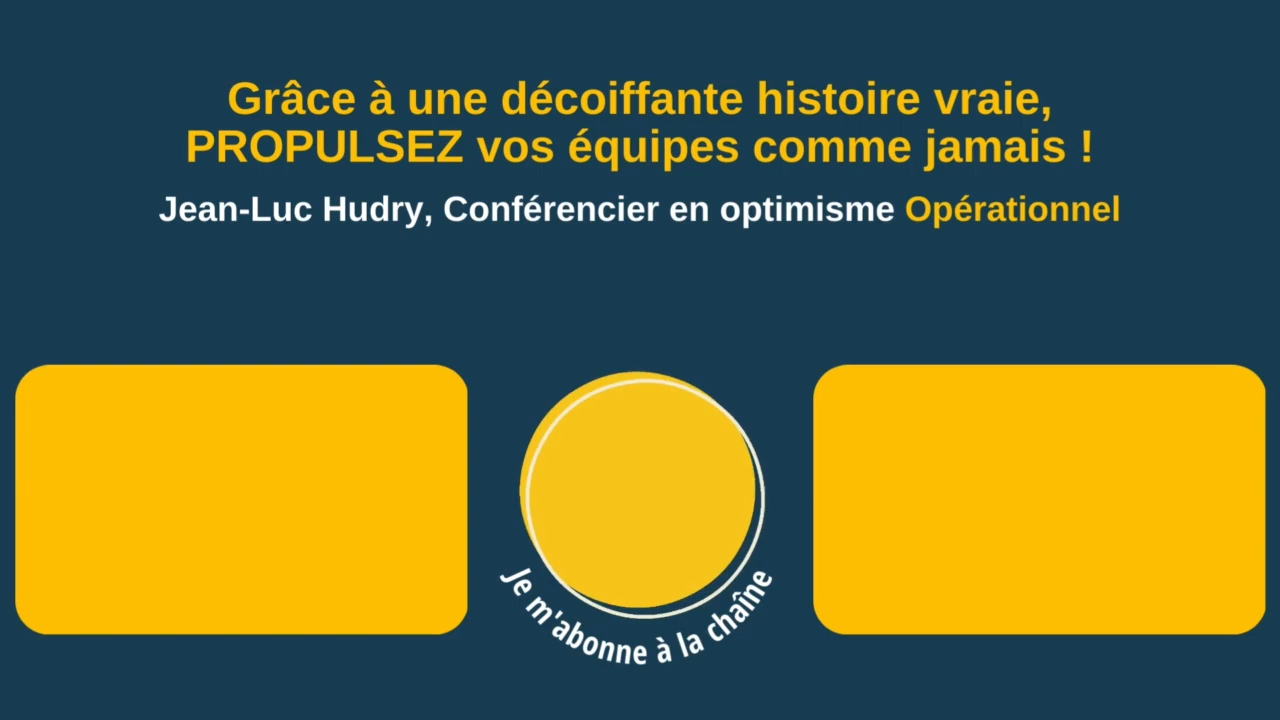 Grâce à une décoiffante histoire vraie,
PROPULSEZ vos équipes comme jamais !
Jean-Luc Hudry, Conférencier en optimisme Opérationnel
Je m'abonne à la chaîne